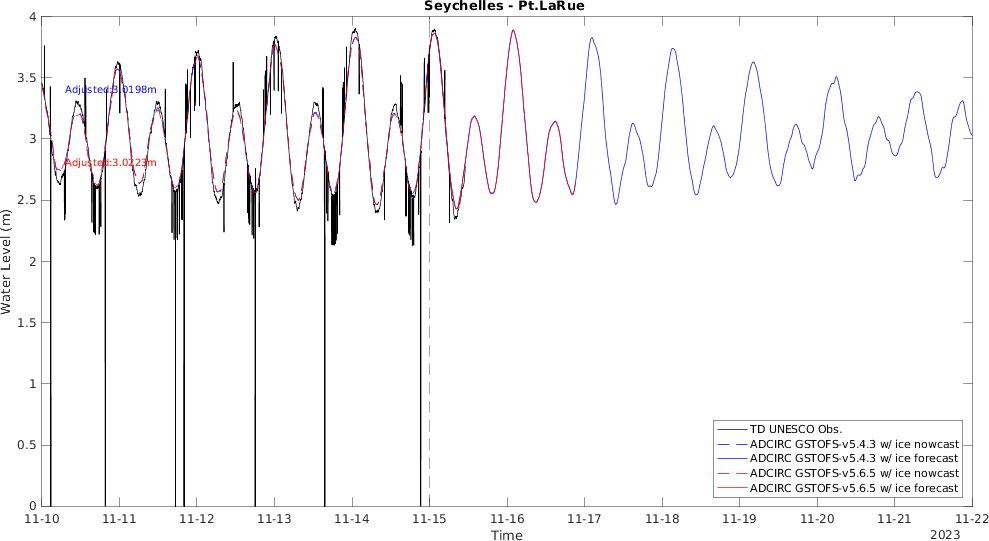 Seychelles - Pt.LaRue
Water Level (m)
4
3.5
3
2.5
2
1.5
1
0.5
0
Adjusted:3.0198m
Adjusted:3.0223m
TD UNESCO Obs.
ADCIRC GSTOFS-v5.4.3 w/ ice nowcast
ADCIRC GSTOFS-v5.4.3 w/ ice forecast
ADCIRC GSTOFS-v5.6.5 w/ ice nowcast
ADCIRC GSTOFS-v5.6.5 w/ ice forecast
11-10 11-11 11-12 11-13 11-14 11-15 11-16 11-17 11-18 11-19 11-20 11-21 11-22
Time
2023